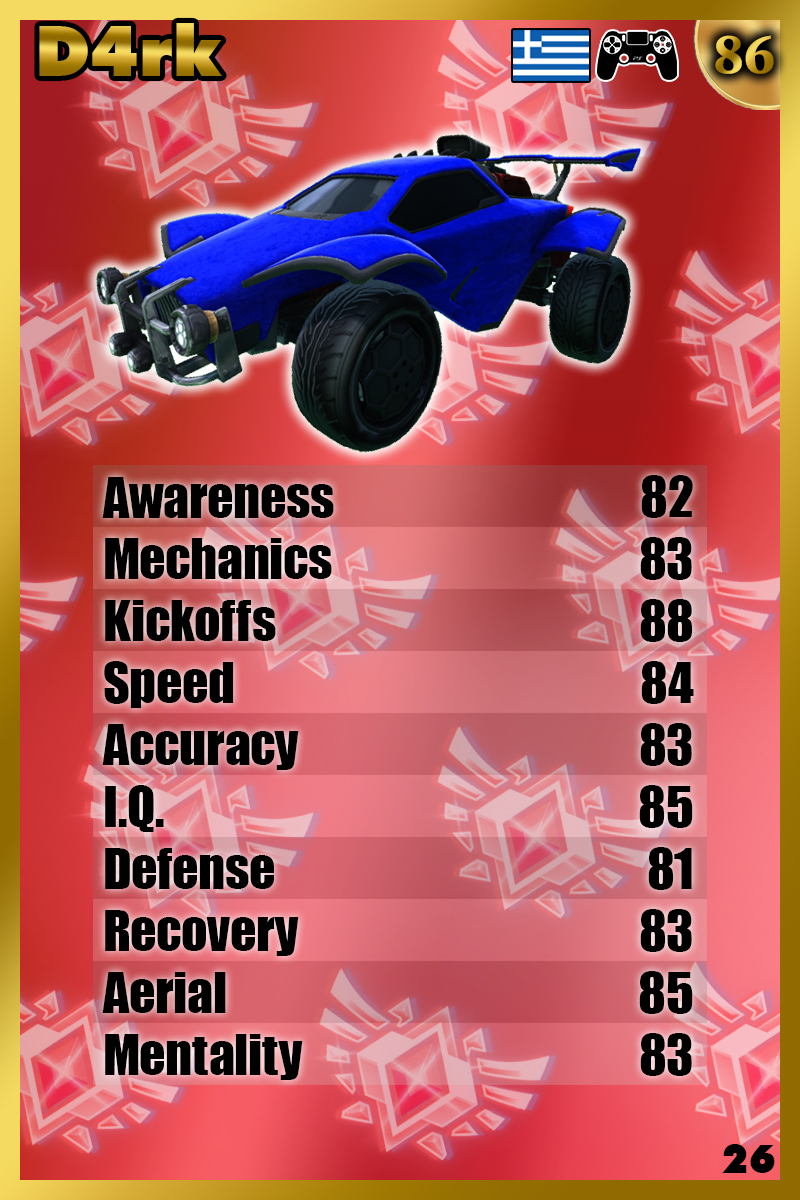 D4rk 86
Awareness 82
Mechanics 83
Kickoffs 88
Speed 84
Accuracy 83
I.Q. 85
Defense 81
Recovery 83
Aerial 85
Mentality 83
26